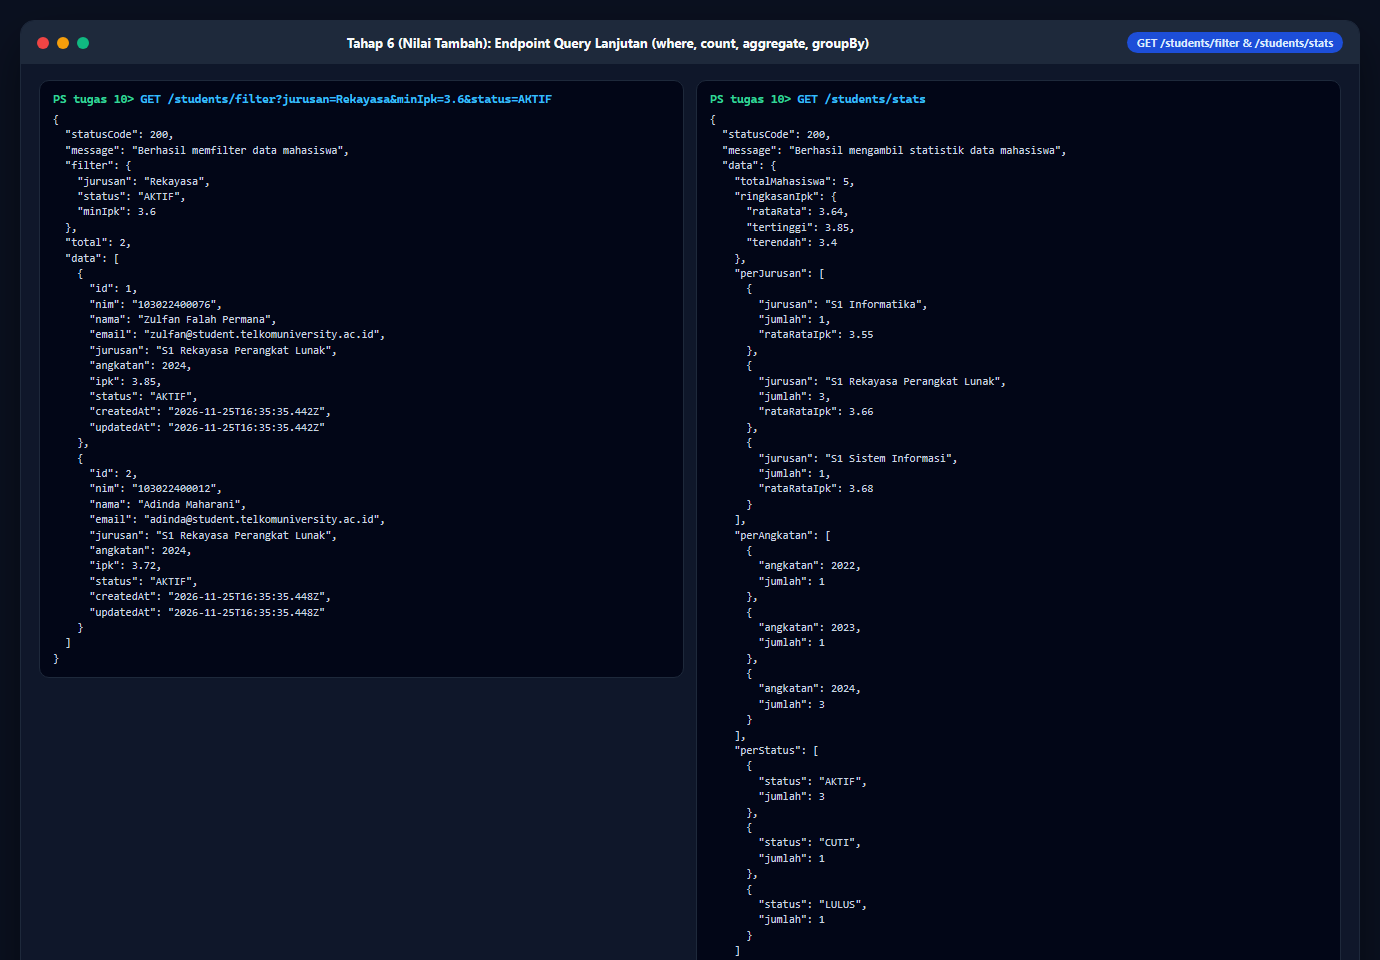 Tahap 6 (Nilai Tambah): Endpoint Query Lanjutan (where, count, aggregate, groupBy)
GET /students/filter & /students/stats
PS tugas 10> GET /students/filter?jurusan=Rekayasa&minIpk=3.6&status=AKTIF
{
  "statusCode": 200,
  "message": "Berhasil memfilter data mahasiswa",
  "filter": {
    "jurusan": "Rekayasa",
    "status": "AKTIF",
    "minIpk": 3.6
  },
  "total": 2,
  "data": [
    {
      "id": 1,
      "nim": "103022400076",
      "nama": "Zulfan Falah Permana",
      "email": "zulfan@student.telkomuniversity.ac.id",
      "jurusan": "S1 Rekayasa Perangkat Lunak",
      "angkatan": 2024,
      "ipk": 3.85,
      "status": "AKTIF",
      "createdAt": "2026-11-25T16:35:35.442Z",
      "updatedAt": "2026-11-25T16:35:35.442Z"
    },
    {
      "id": 2,
      "nim": "103022400012",
      "nama": "Adinda Maharani",
      "email": "adinda@student.telkomuniversity.ac.id",
      "jurusan": "S1 Rekayasa Perangkat Lunak",
      "angkatan": 2024,
      "ipk": 3.72,
      "status": "AKTIF",
      "createdAt": "2026-11-25T16:35:35.448Z",
      "updatedAt": "2026-11-25T16:35:35.448Z"
    }
  ]
}
PS tugas 10> GET /students/stats
{
  "statusCode": 200,
  "message": "Berhasil mengambil statistik data mahasiswa",
  "data": {
    "totalMahasiswa": 5,
    "ringkasanIpk": {
      "rataRata": 3.64,
      "tertinggi": 3.85,
      "terendah": 3.4
    },
    "perJurusan": [
      {
        "jurusan": "S1 Informatika",
        "jumlah": 1,
        "rataRataIpk": 3.55
      },
      {
        "jurusan": "S1 Rekayasa Perangkat Lunak",
        "jumlah": 3,
        "rataRataIpk": 3.66
      },
      {
        "jurusan": "S1 Sistem Informasi",
        "jumlah": 1,
        "rataRataIpk": 3.68
      }
    ],
    "perAngkatan": [
      {
        "angkatan": 2022,
        "jumlah": 1
      },
      {
        "angkatan": 2023,
        "jumlah": 1
      },
      {
        "angkatan": 2024,
        "jumlah": 3
      }
    ],
    "perStatus": [
      {
        "status": "AKTIF",
        "jumlah": 3
      },
      {
        "status": "CUTI",
        "jumlah": 1
      },
      {
        "status": "LULUS",
        "jumlah": 1
      }
    ]